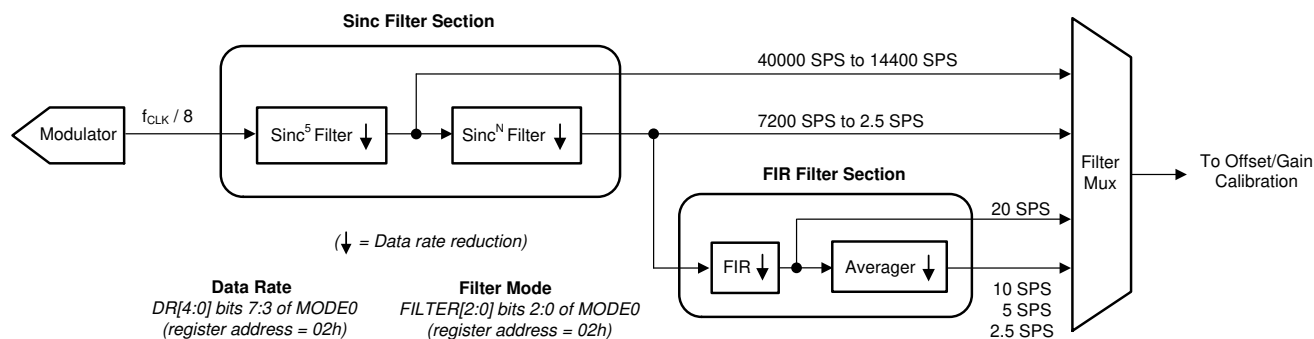 Sinc Filter Section
40000 SPS to 14400 SPS
Modulator
fCLK / 8
Sinc5 Filter
SincN Filter
7200 SPS to 2.5 SPS
Filter
Mux
To Offset/Gain
Calibration
FIR Filter Section
20 SPS
(↓ = Data rate reduction)
FIR
Averager
10 SPS
5 SPS
2.5 SPS
Data Rate
DR[4:0] bits 7:3 of MODE0
(register address = 02h)
Filter Mode
FILTER[2:0] bits 2:0 of MODE0
(register address = 02h)